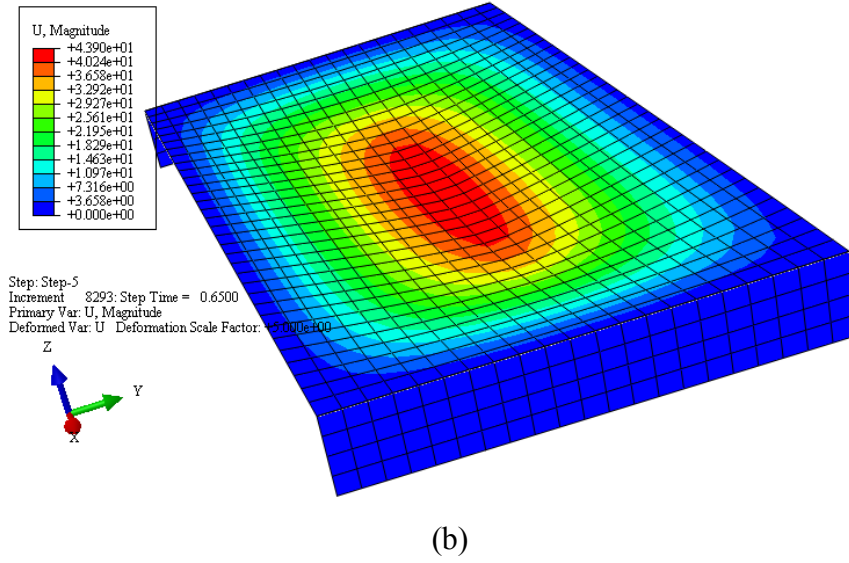 U, Magnitude
+4.390e+01
+4.024e+01
+3.658e+01
+3.292e+01
+2.927e+01
+2.561e+01
+2.195e+01
+1.829e+01
+1.463e+01
+1.097e+01
+7.316e+00
+3.658e+00
+0.000e+00
Step: Step-5
Increment 8293: Step Time = 0.6500
Primary Var: U, Magnitude
Deformed Var: U Deformation Scale Factor: +5.000e+00
Z
Y
X
(b)